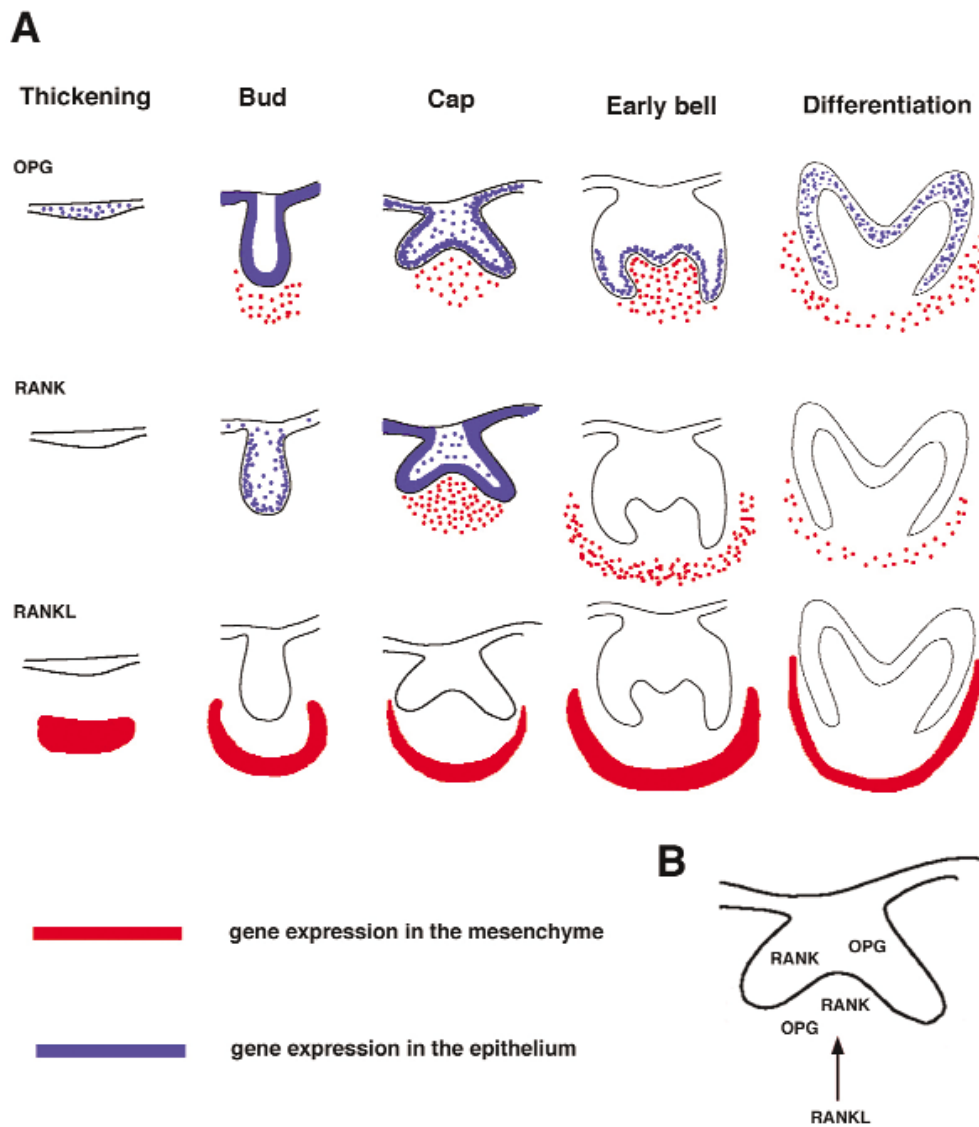 A
Thickening
Bud
Cap
Early bell
Differentiation
OPG
RANK
RANKL
gene expression in the mesenchyme
gene expression in the epithelium
B
RANK
OPG
RANK
OPG
RANKL